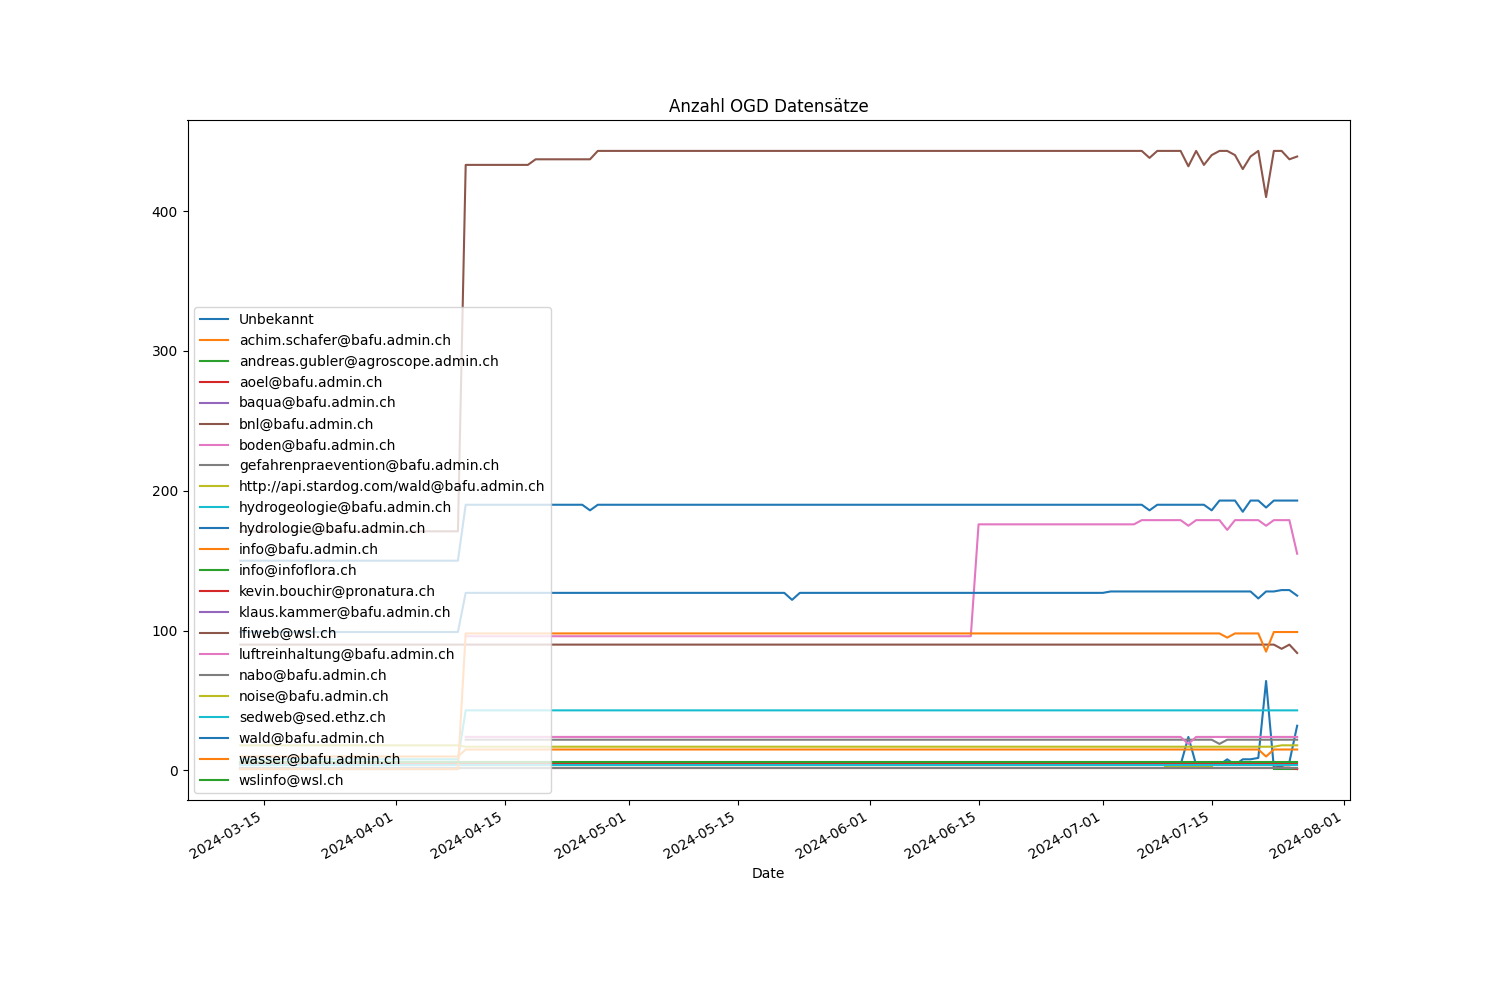 Anzahl OGD Datensätze
400
300
200
100
0
Unbekannt
achim.schafer@bafu.admin.ch
andreas.gubler@agroscope.admin.ch
aoel@bafu.admin.ch
baqua@bafu.admin.ch
bnl@bafu.admin.ch
boden@bafu.admin.ch
gefahrenpraevention@bafu.admin.ch
http://api.stardog.com/wald@bafu.admin.ch
hydrogeologie@bafu.admin.ch
hydrologie@bafu.admin.ch
info@bafu.admin.ch
info@infoflora.ch
kevin.bouchir@pronatura.ch
klaus.kammer@bafu.admin.ch
lfiweb@wsl.ch
luftreinhaltung@bafu.admin.ch
nabo@bafu.admin.ch
noise@bafu.admin.ch
sedweb@sed.ethz.ch
wald@bafu.admin.ch
wasser@bafu.admin.ch
wslinfo@wsl.ch
2024-03-15
2024-04-01
2024-04-15
2024-05-01
2024-05-15
2024-06-01
2024-06-15
2024-07-01
2024-07-15
2024-08-01
Date